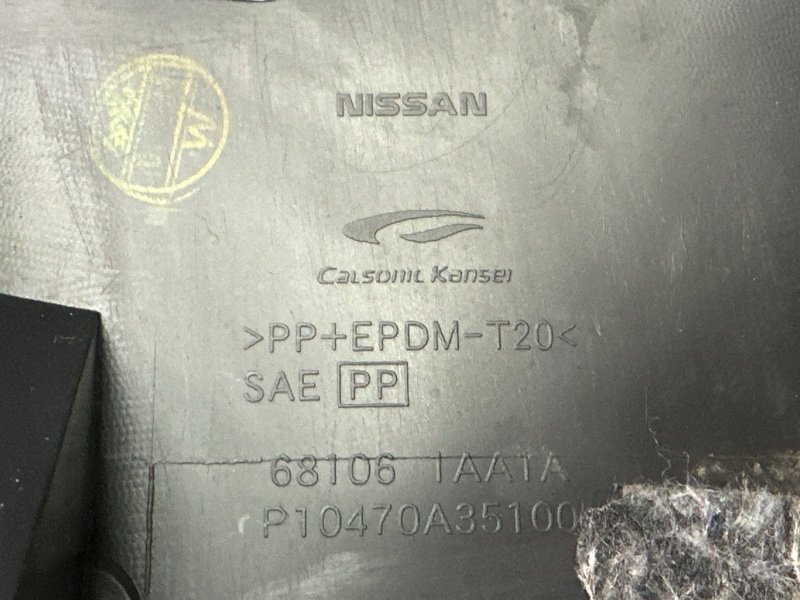 NISSAN
Calsonic Kansei
>PP+EPDM-T20<
SAE PP
68106 1AA1A
P10470A35100